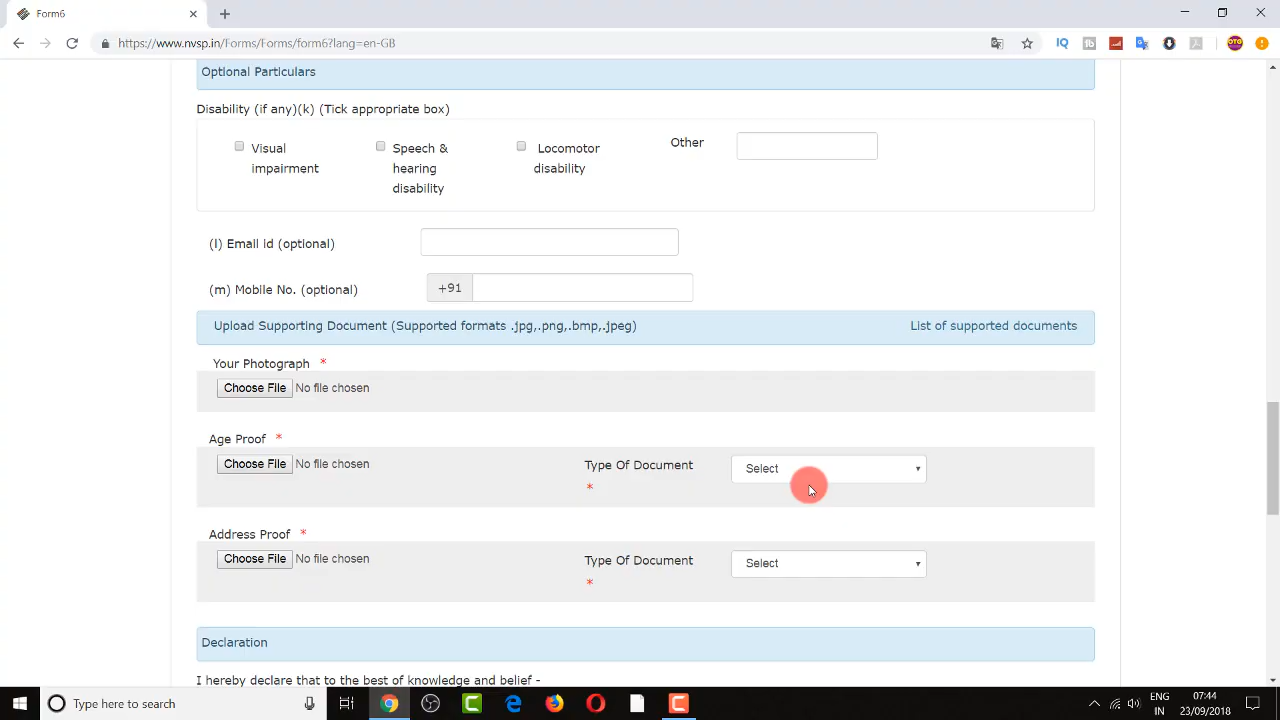 Form6
https://www.nvsp.in/Forms/Forms/form6?lang=en-GB
Optional Particulars
Disability (if any)(k) (Tick appropriate box)
Visual impairment
Speech & hearing disability
Locomotor disability
Other
(l) Email id (optional)
(m) Mobile No. (optional)
+91
Upload Supporting Document (Supported formats .jpg,.png,.bmp,.jpeg)
List of supported documents
Your Photograph *
Choose File No file chosen
Age Proof *
Choose File No file chosen
Type Of Document
*
Select
Address Proof *
Choose File No file chosen
Type Of Document
*
Select
Declaration
I hereby declare that to the best of knowledge and belief -
Type here to search
ENG
IN
07:44
23/09/2018